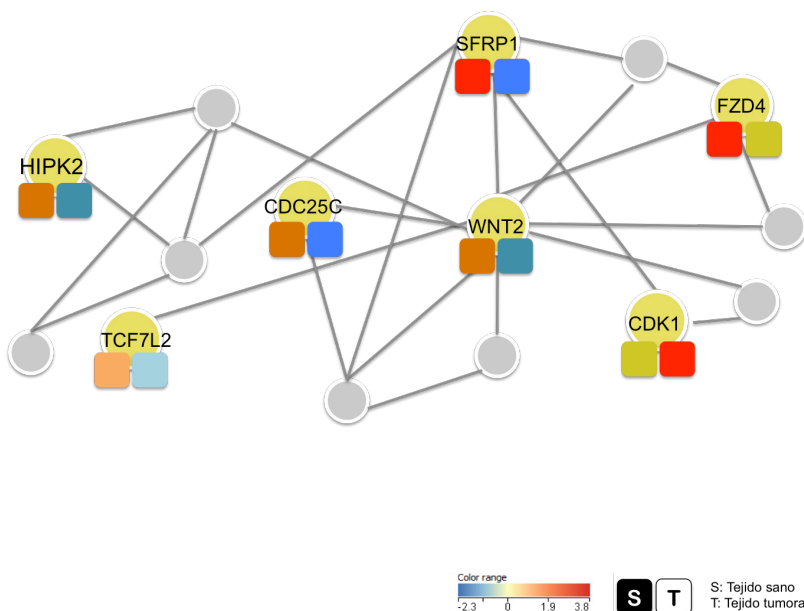 SFRP1
FZD4
HIPK2
CDC25C
WNT2
TCF7L2
CDK1
Color range
-2.3 0 1.9 3.8
S T
S: Tejido sano
T: Tejido tumora